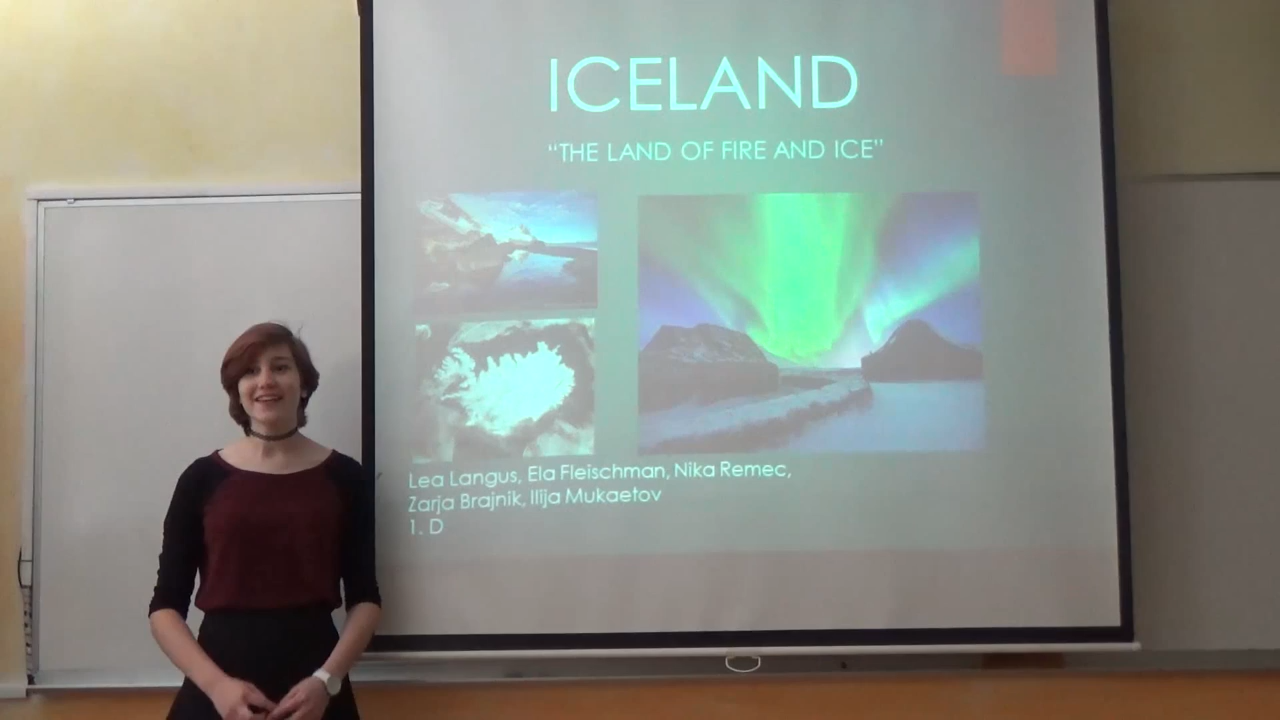 ICELAND
“THE LAND OF FIRE AND ICE”
Lea Langus, Ela Fleischman, Nika Remec,
Zarja Brajnik, Ilija Mukaetov
1. D